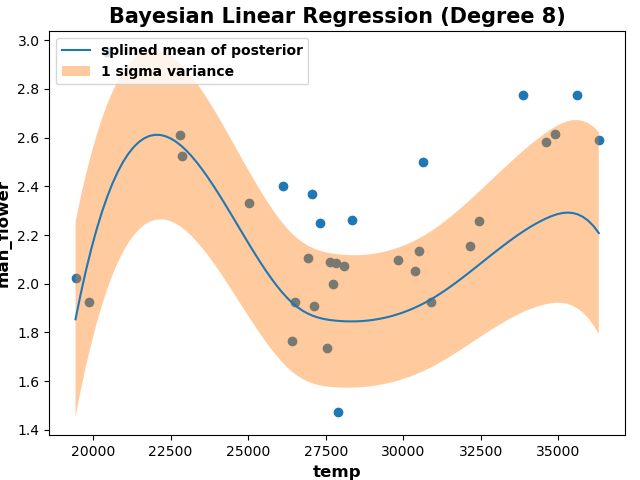 Bayesian Linear Regression (Degree 8)
splined mean of posterior
1 sigma variance
3.0
2.8
2.6
2.4
2.2
2.0
1.8
1.6
1.4
man_flower
20000 22500 25000 27500 30000 32500 35000
temp